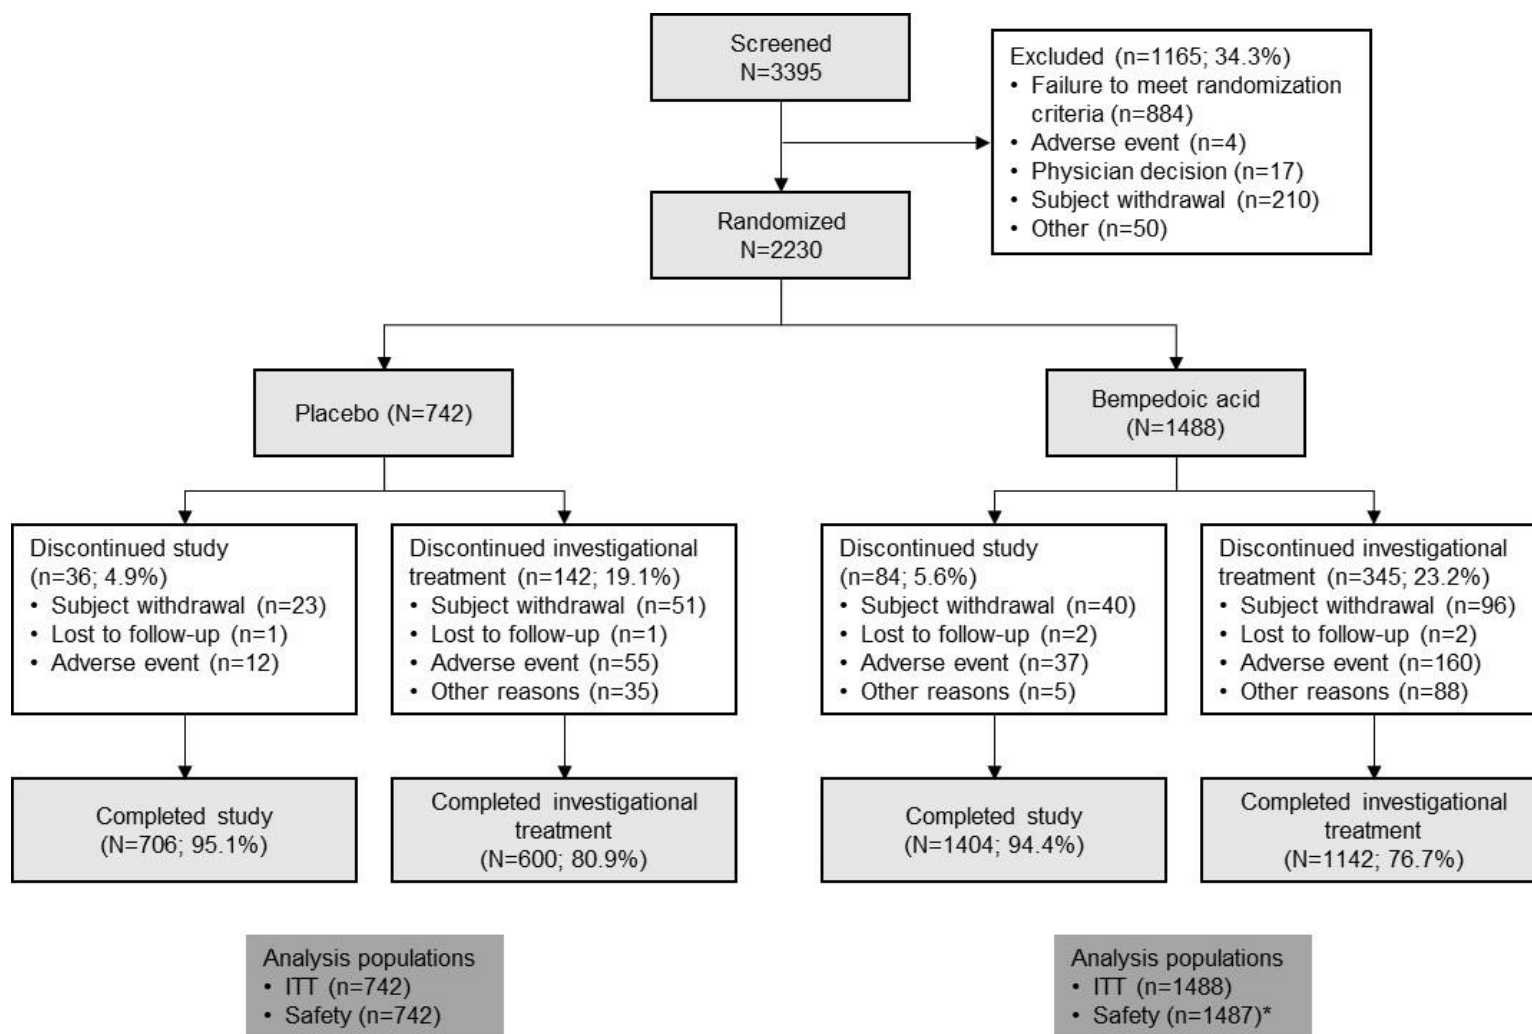 Screened
N=3395
Excluded (n=1165; 34.3%)
• Failure to meet randomization
criteria (n=884)
• Adverse event (n=4)
• Physician decision (n=17)
• Subject withdrawal (n=210)
• Other (n=50)
Randomized
N=2230
Placebo (N=742)
Bempedoic acid
(N=1488)
Discontinued study
(n=36; 4.9%)
• Subject withdrawal (n=23)
• Lost to follow-up (n=1)
• Adverse event (n=12)
Discontinued investigational
treatment (n=142; 19.1%)
• Subject withdrawal (n=51)
• Lost to follow-up (n=1)
• Adverse event (n=55)
• Other reasons (n=35)
Discontinued study
(n=84; 5.6%)
• Subject withdrawal (n=40)
• Lost to follow-up (n=2)
• Adverse event (n=37)
• Other reasons (n=5)
Discontinued investigational
treatment (n=345; 23.2%)
• Subject withdrawal (n=96)
• Lost to follow-up (n=2)
• Adverse event (n=160)
• Other reasons (n=88)
Completed study
(N=706; 95.1%)
Completed investigational
treatment
(N=600; 80.9%)
Completed study
(N=1404; 94.4%)
Completed investigational
treatment
(N=1142; 76.7%)
Analysis populations
• ITT (n=742)
• Safety (n=742)
Analysis populations
• ITT (n=1488)
• Safety (n=1487)*